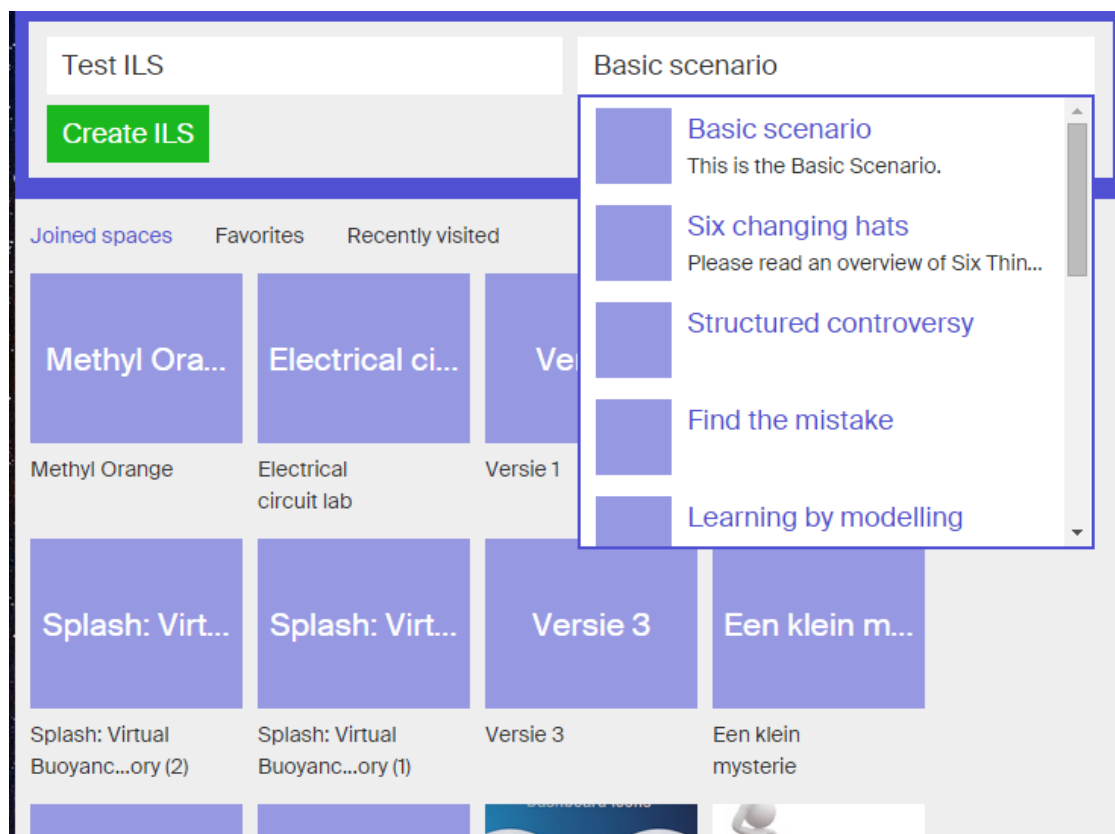 Test ILS
Basic scenario
Create ILS
Basic scenario
This is the Basic Scenario.
Six changing hats
Please read an overview of Six Thin...
Structured controversy
Find the mistake
Learning by modelling
Joined spaces Favorites Recently visited
Methyl Ora...
Electrical ci...
Methyl Orange
Electrical
circuit lab
Versie 1
Splash: Virt...
Splash: Virt...
Versie 3
Een klein m...
Splash: Virtual
Buoyanc...ory (2)
Splash: Virtual
Buoyanc...ory (1)
Versie 3
Een klein
mysterie